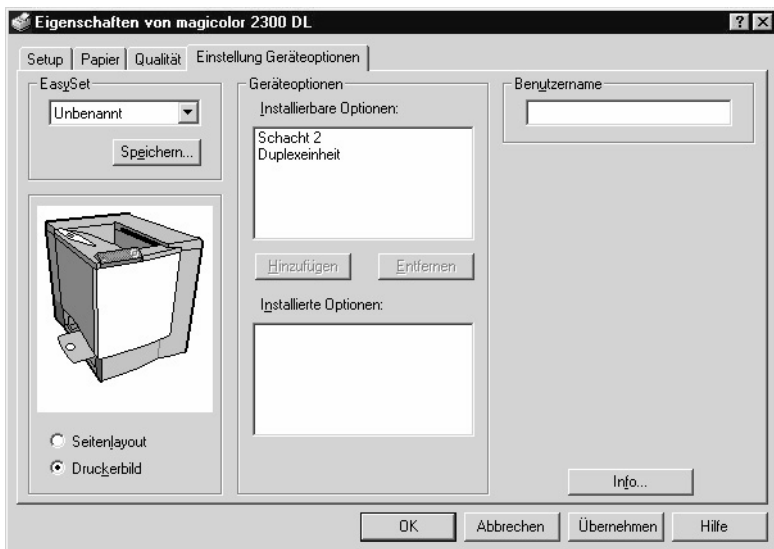 Eigenschaften von magicolor 2300 DL
Setup
Papier
Qualität
Einstellung Geräteoptionen
EasySet
Unbenannt
Speichern...
Seitenlayout
Druckerbild
Geräteoptionen
Installierbare Optionen:
Schacht 2
Duplexeinheit
Hinzufügen
Entfernen
Installierte Optionen:
Benutzername
Info...
OK
Abbrechen
Übernehmen
Hilfe